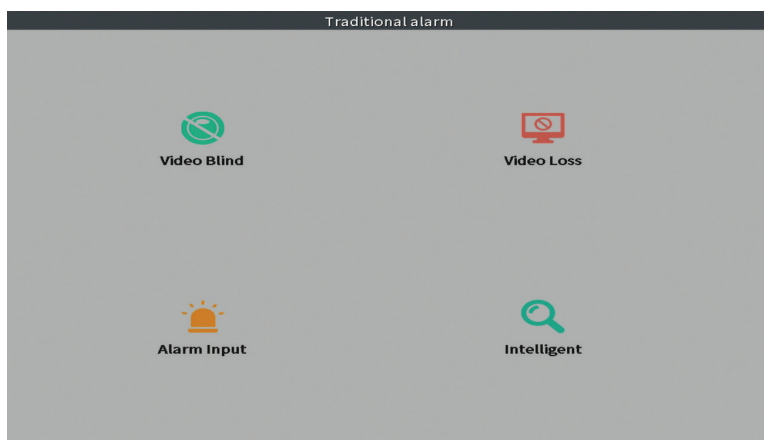 Traditional alarm
Video Blind
Video Loss
Alarm Input
Intelligent